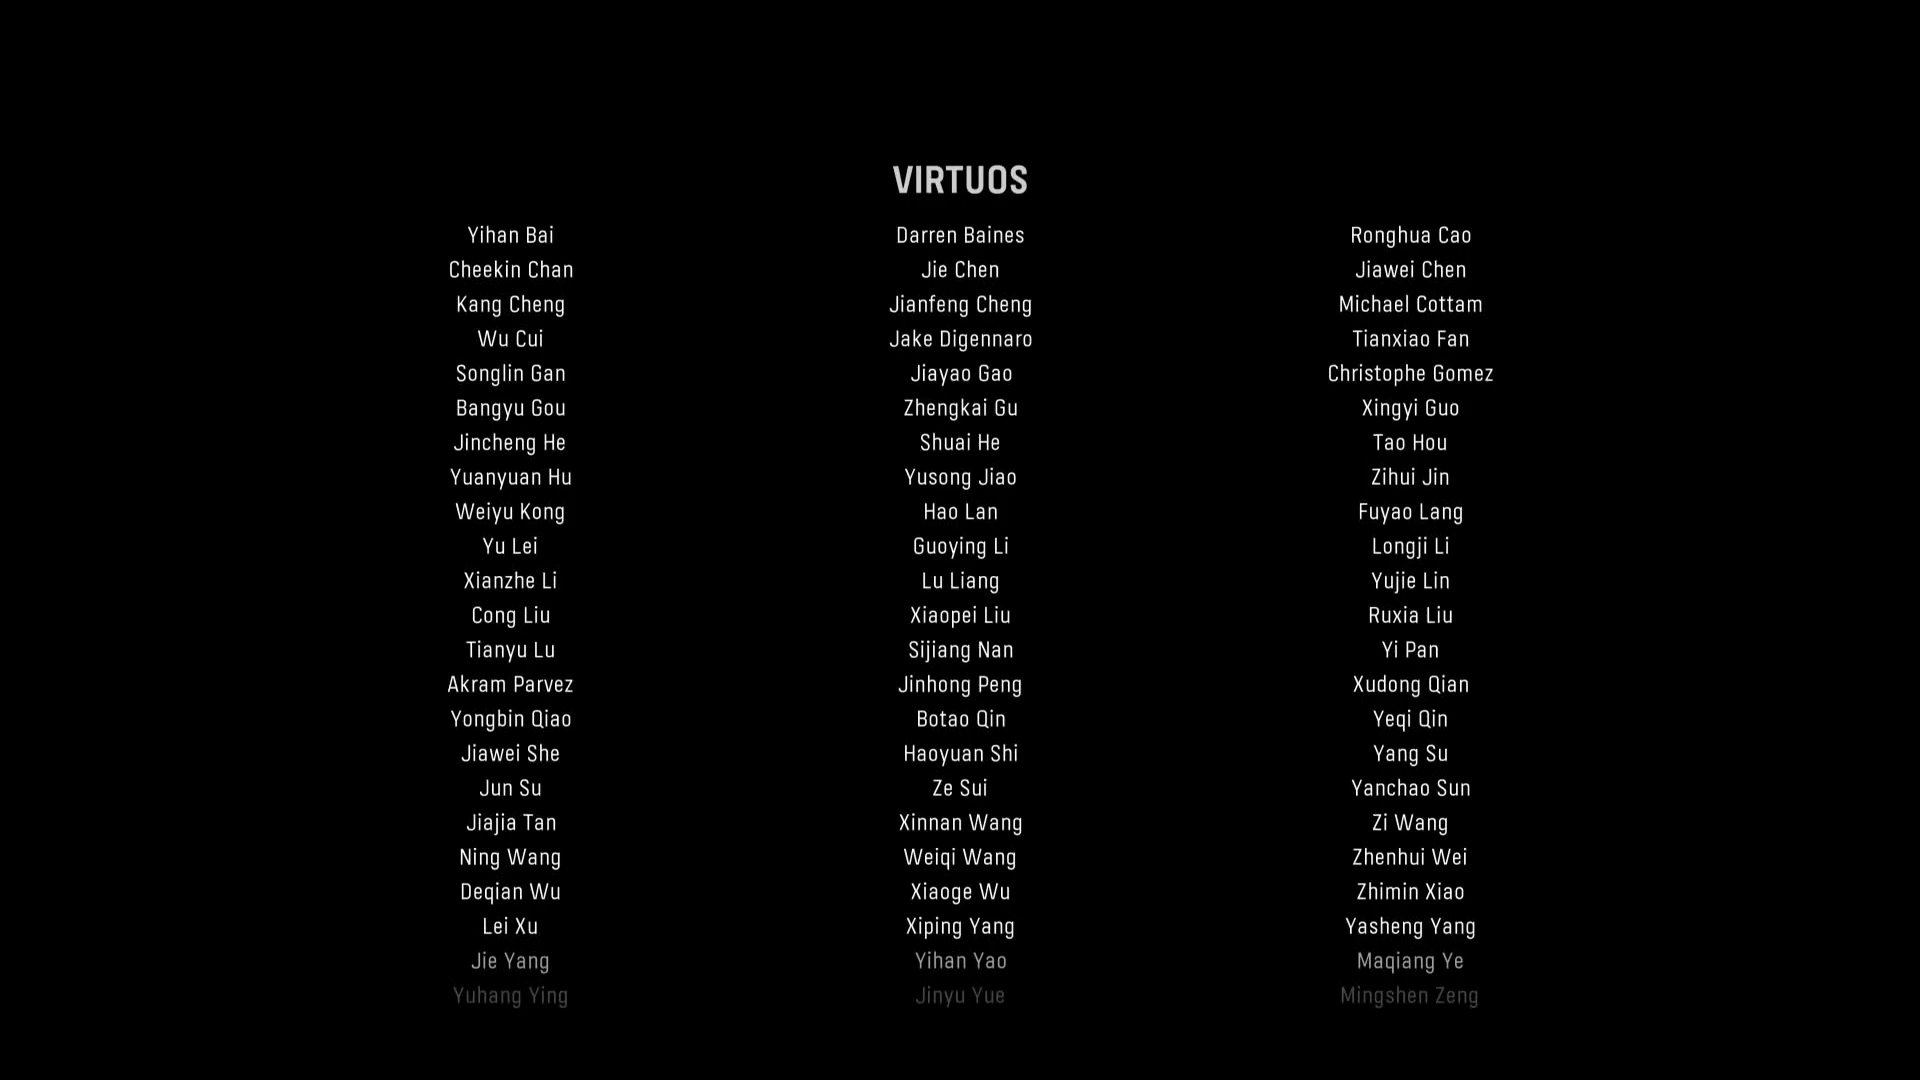 VIRTUOS
Yihan Bai Darren Baines Ronghua Cao
Cheekin Chan Jie Chen Jiawei Chen
Kang Cheng Jianfeng Cheng Michael Cottam
Wu Cui Jake Digennaro Tianxiao Fan
Songlin Gan Jiayao Gao Christophe Gomez
Bangyu Gou Zhengkai Gu Xingyi Guo
Jincheng He Shuai He Tao Hou
Yuanyuan Hu Yusong Jiao Zihui Jin
Weiyu Kong Hao Lan Fuyao Lang
Yu Lei Guoying Li Longji Li
Xianzhe Li Lu Liang Yujie Lin
Cong Liu Xiaopei Liu Ruxia Liu
Tianyu Lu Sijiang Nan Yi Pan
Akram Parvez Jinhong Peng Xudong Qian
Yongbin Qiao Botao Qin Yeqi Qin
Jiawei She Haoyuan Shi Yang Su
Jun Su Ze Sui Yanchao Sun
Jiajia Tan Xinnan Wang Zi Wang
Ning Wang Weiqi Wang Zhenhui Wei
Deqian Wu Xiaoge Wu Zhimin Xiao
Lei Xu Xiping Yang Yasheng Yang
Jie Yang Yihan Yao Maqiang Ye
Yuhang Ying Jinyu Yue Mingshen Zeng